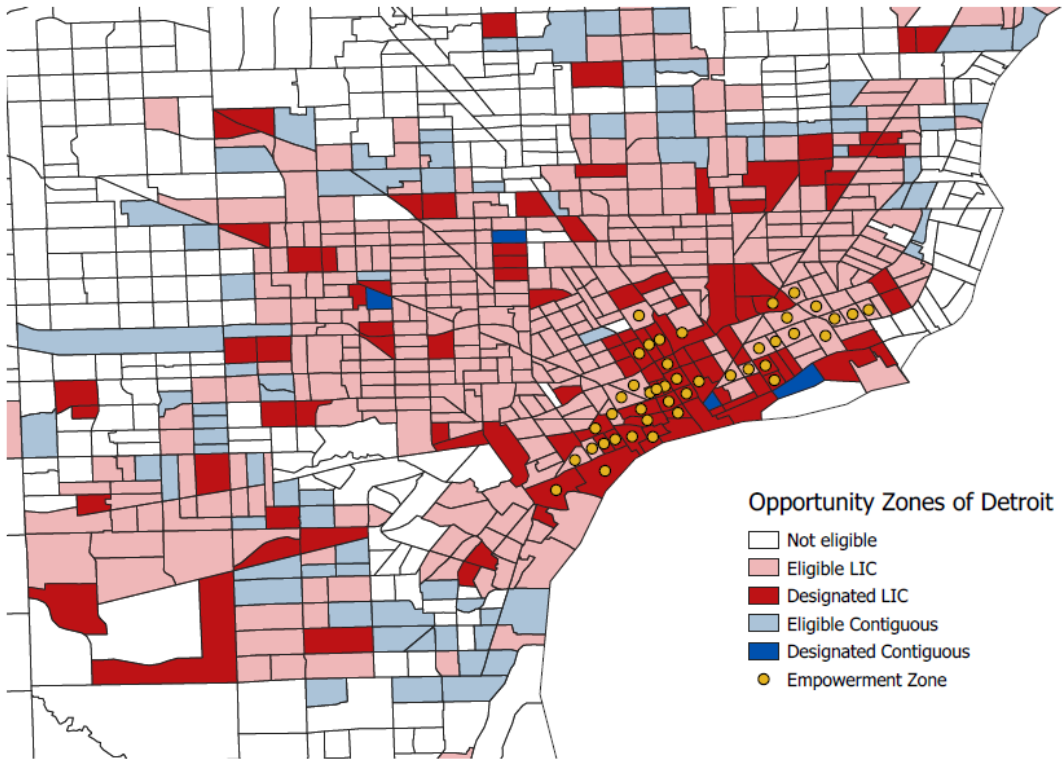 Opportunity Zones of Detroit
Not eligible
Eligible LIC
Designated LIC
Eligible Contiguous
Designated Contiguous
Empowerment Zone